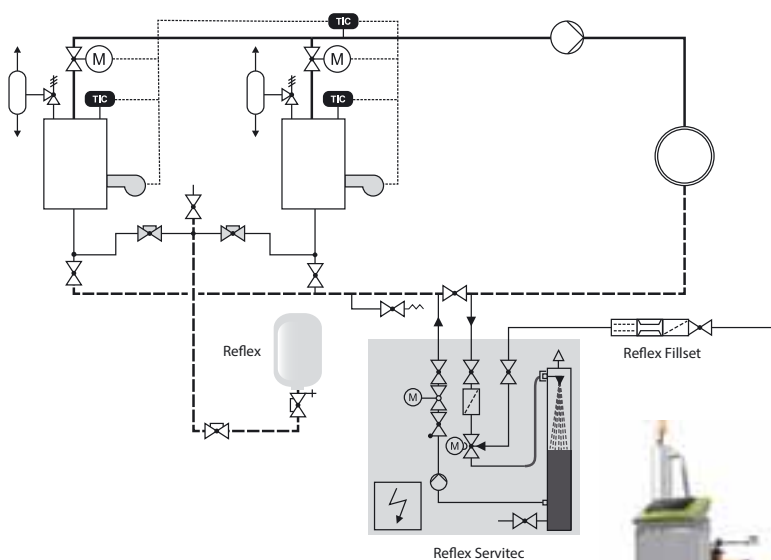 TIC
M
M
TIC
TIC
Reflex
Reflex Fillset
M
M
Reflex Servitec